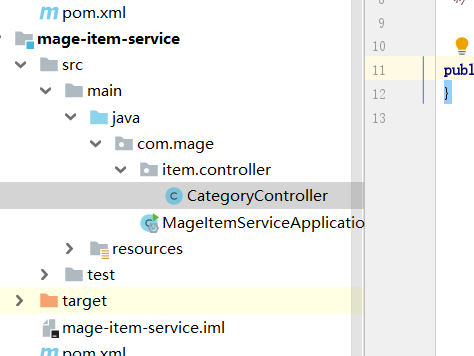 pom.xml
mage-item-service
src
main
java
com.mage
item.controller
CategoryController
MageItemServiceApplicatio
resources
test
target
mage-item-service.iml
pom.xml
10
11 publ
12 }
13